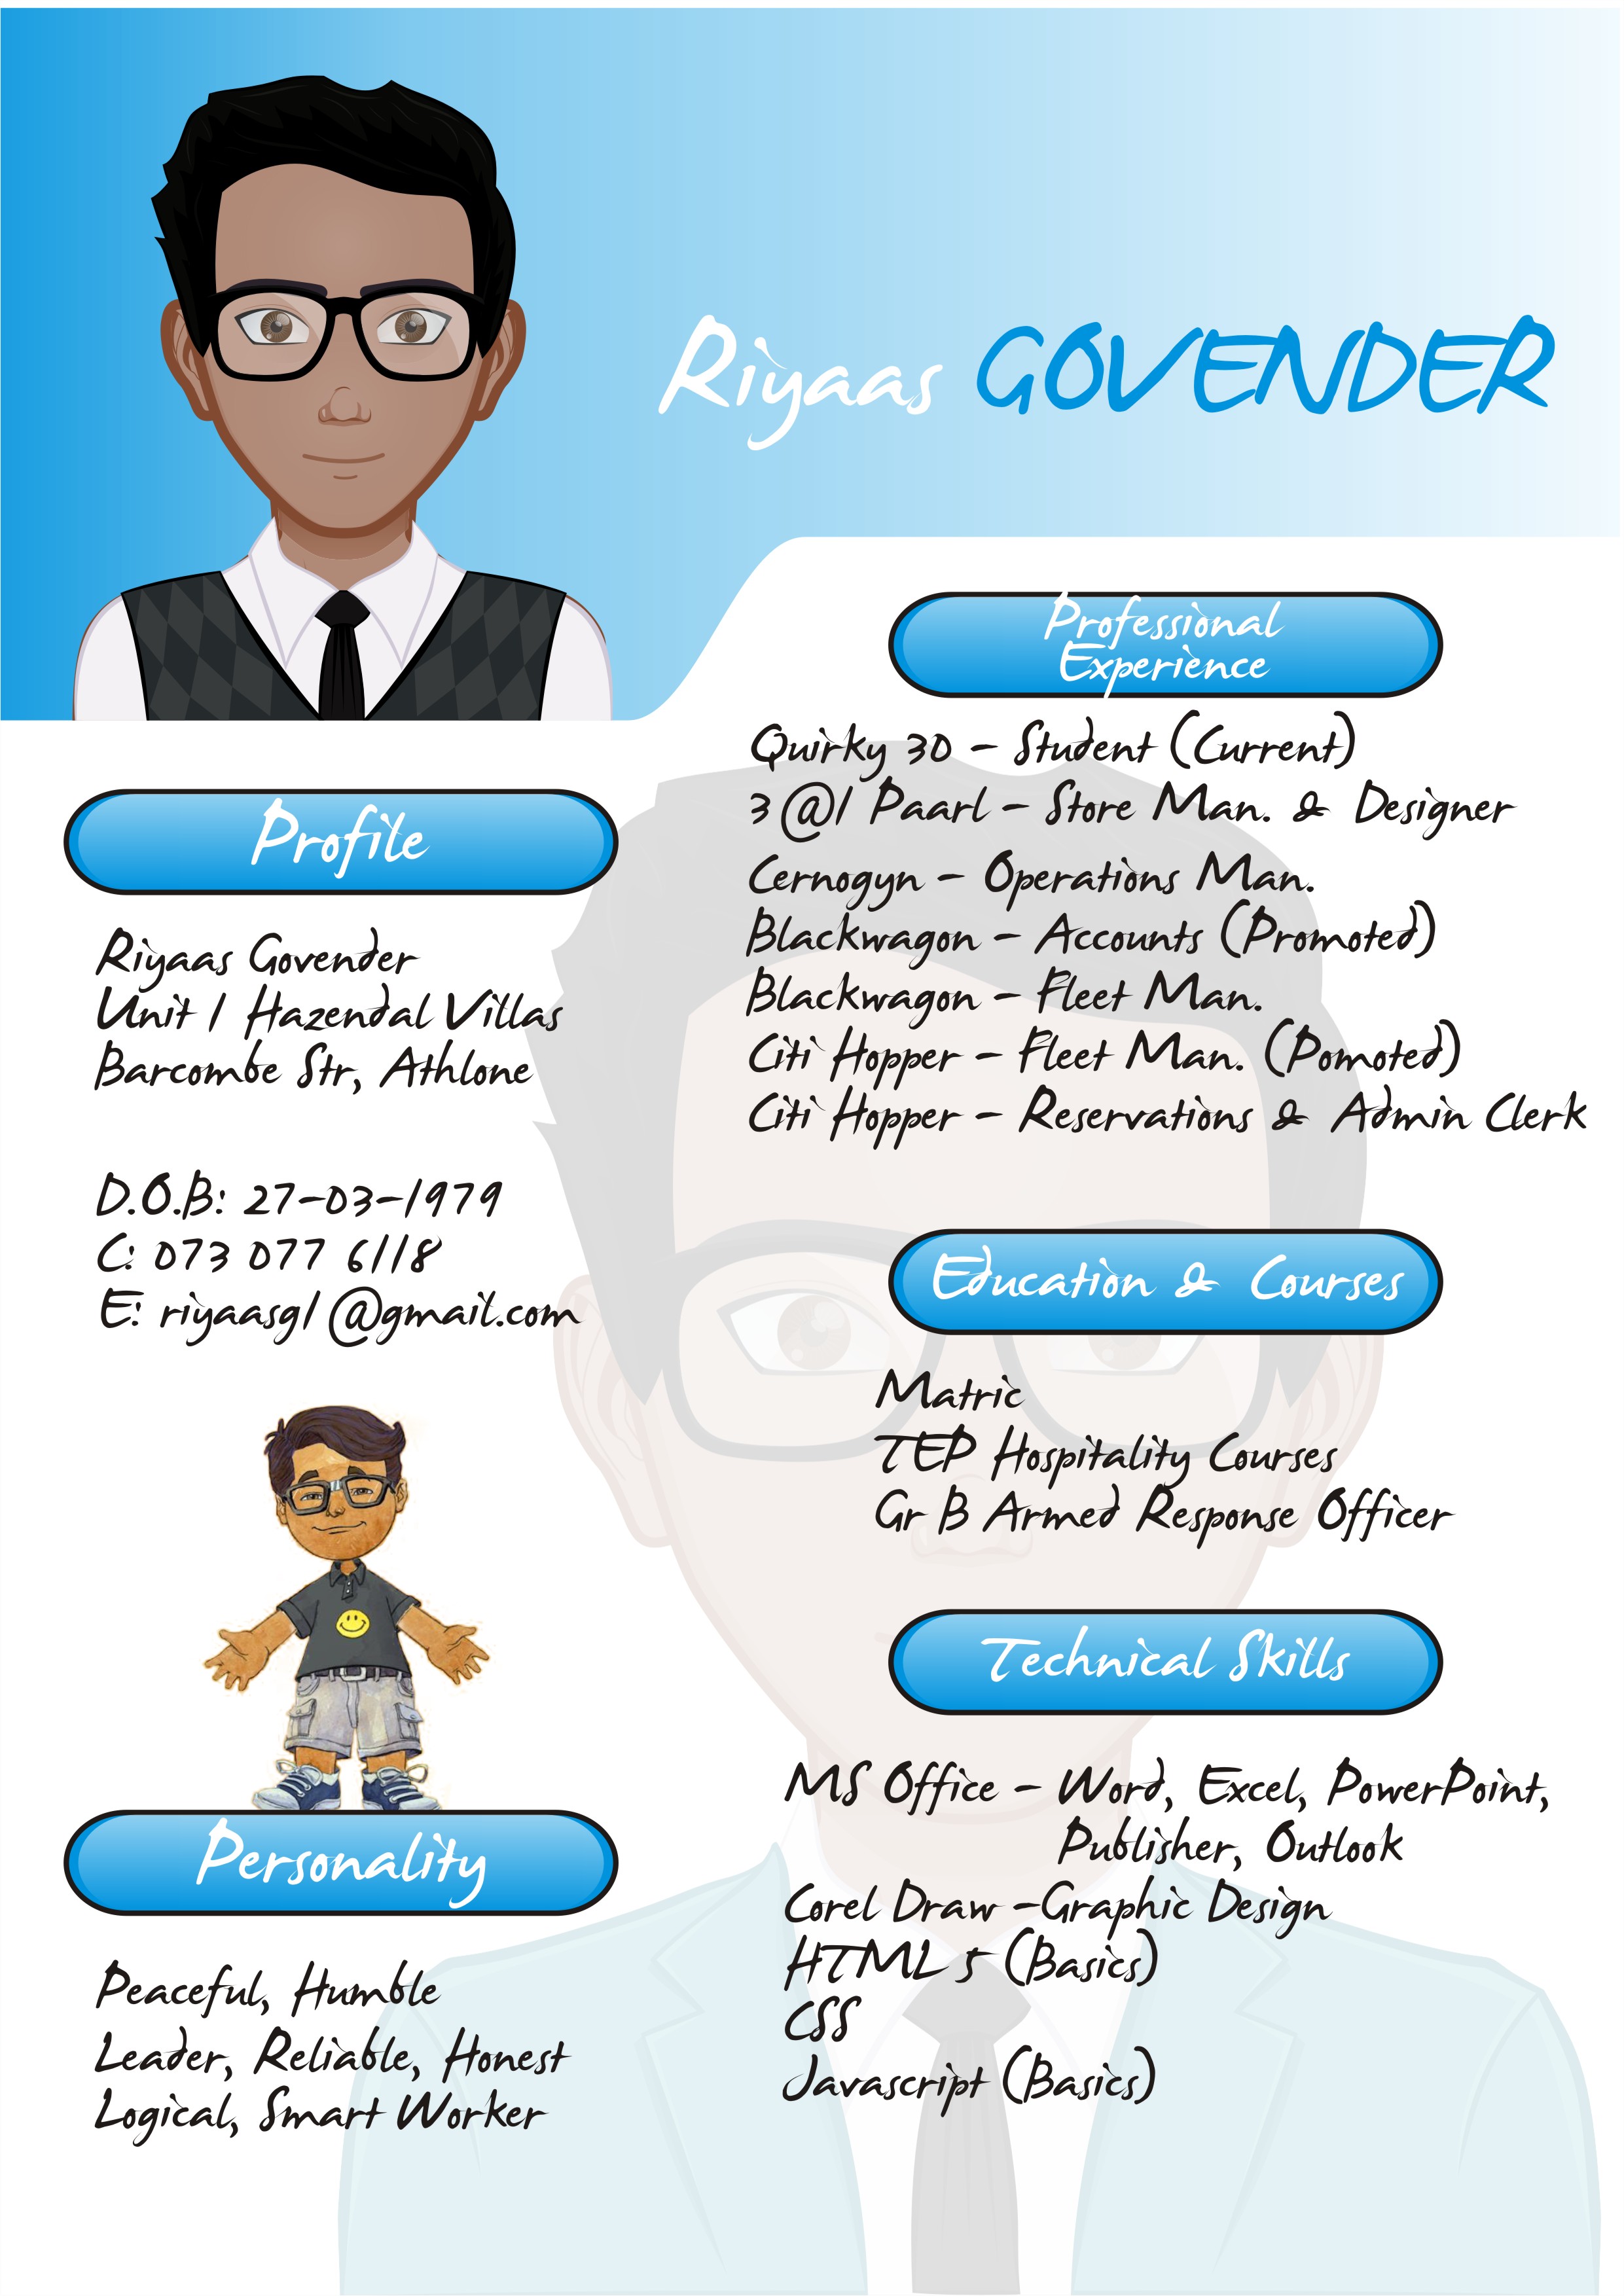 Riyaas GOVENDER
Profile
Riyaas Govender
Unit 1 Hazendal Villas
Barcombe Str, Athlone
D.O.B: 27-03-1979
C: 073 077 6118
E: riyaasg1@gmail.com
Personality
Peaceful, Humble
Leader, Reliable, Honest
Logical, Smart Worker
Professional
Experience
Quirky 30 - Student (Current)
3@1 Paarl - Store Man. & Designer
Cernogyn - Operations Man.
Blackwagon - Accounts (Promoted)
Blackwagon - Fleet Man.
Citi Hopper - Fleet Man. (Pomoted)
Citi Hopper - Reservations & Admin Clerk
Education & Courses
Matric
TEP Hospitality Courses
Gr B Armed Response Officer
Technical Skills
MS Office - Word, Excel, PowerPoint,
Publisher, Outlook
Corel Draw -Graphic Design
HTML 5 (Basics)
CSS
Javascript (Basics)